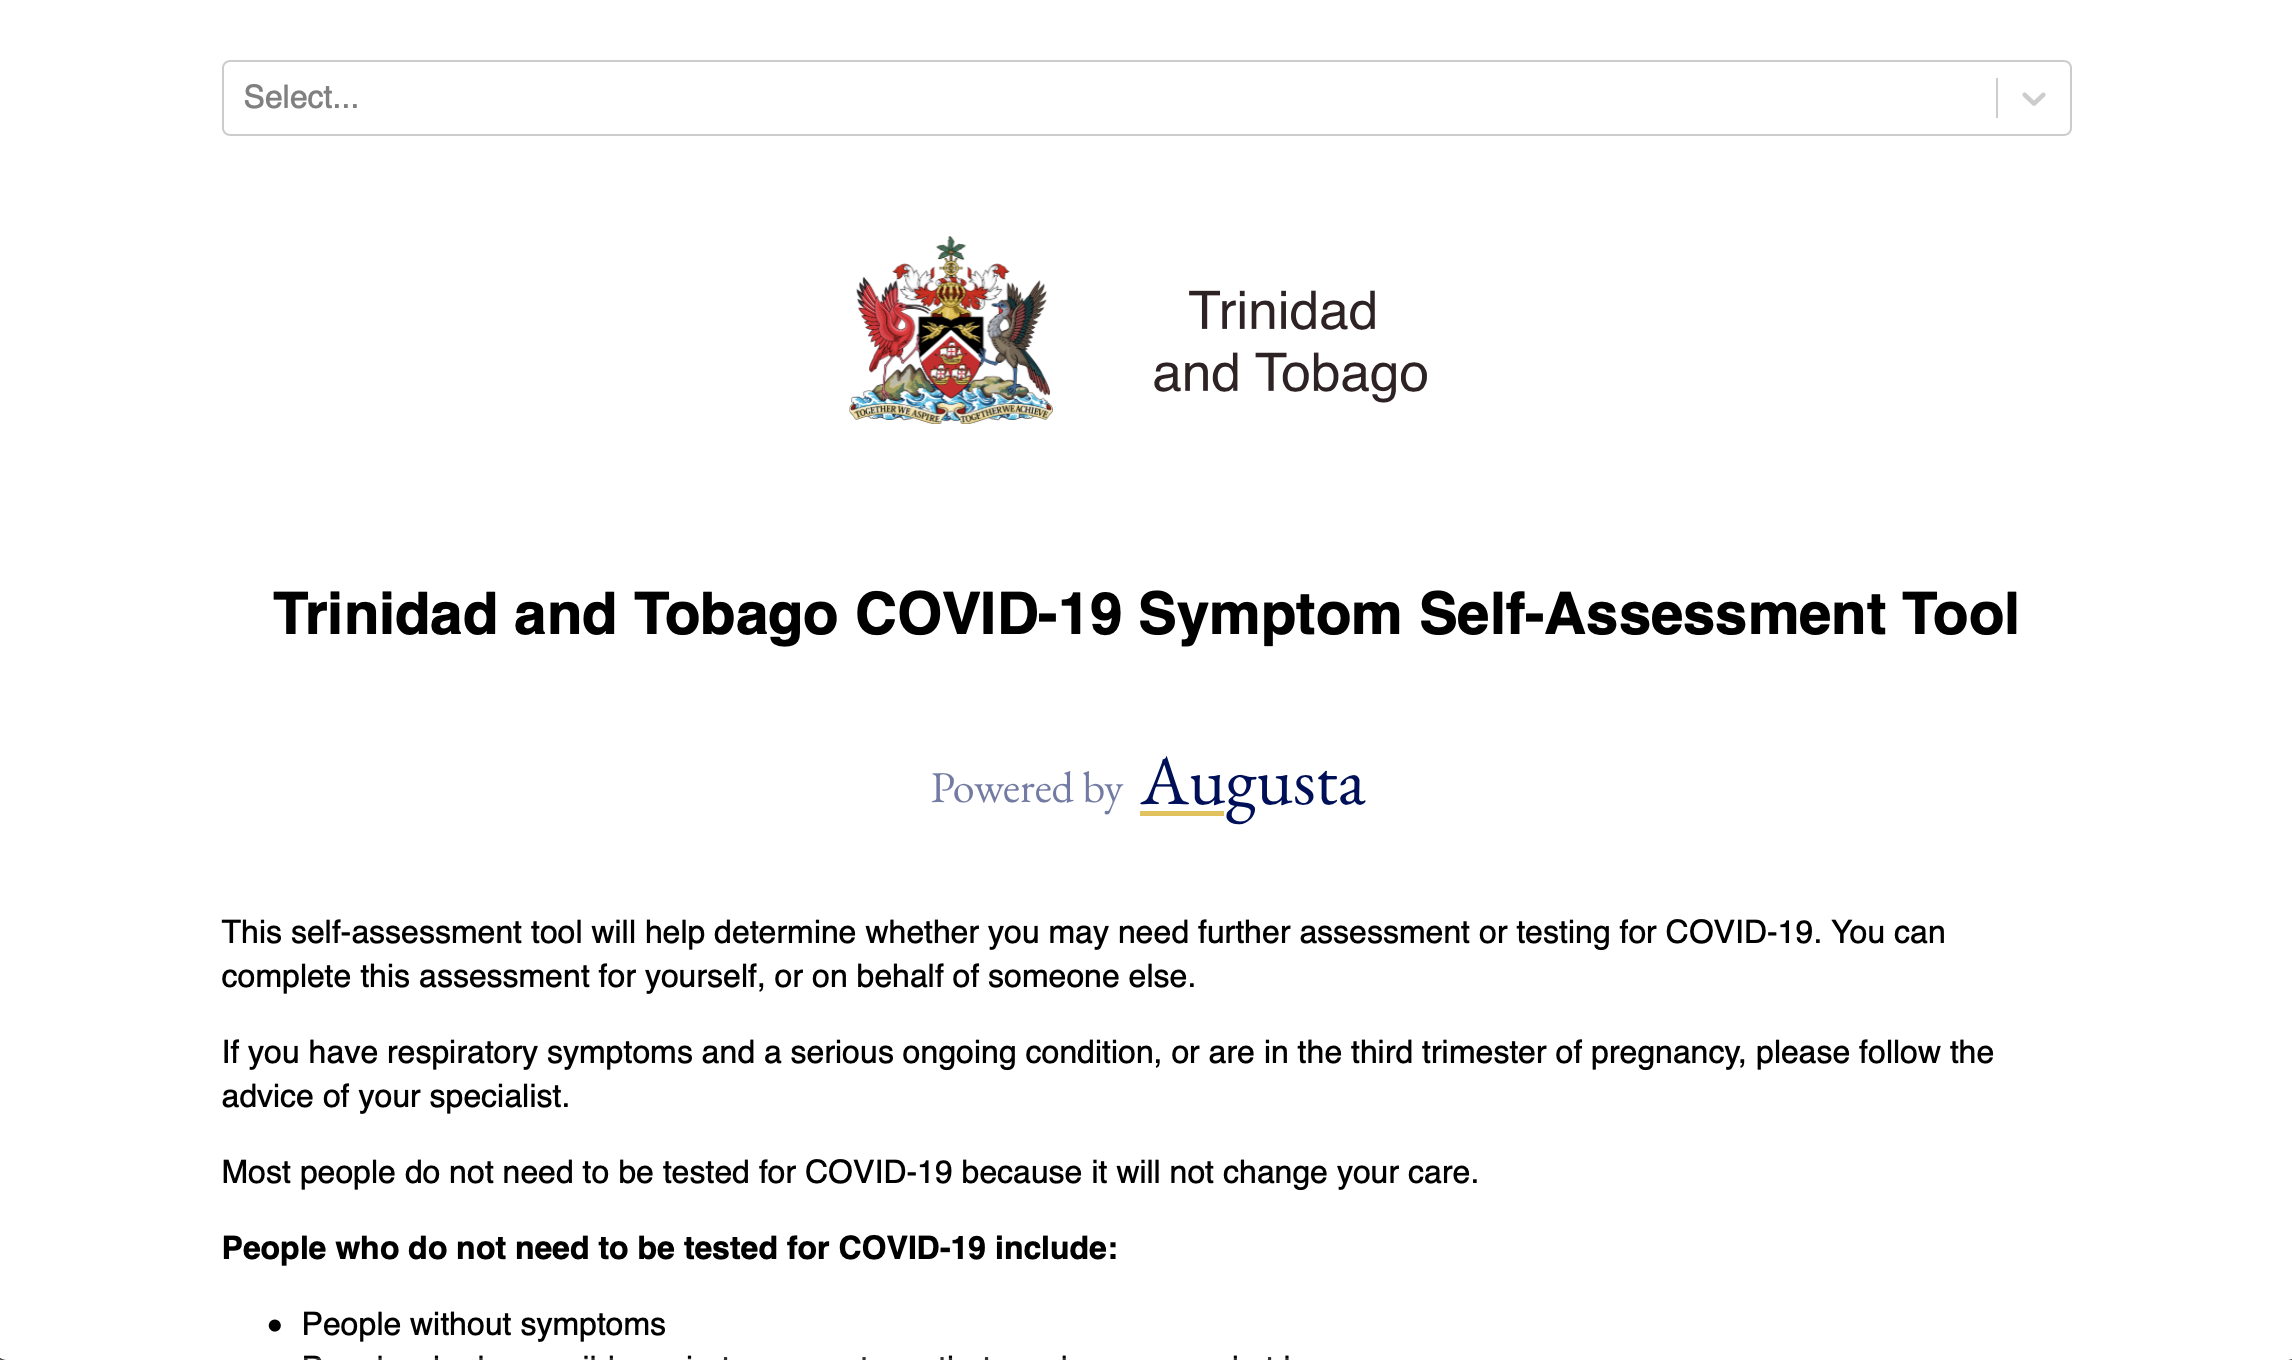 Select...
TOGETHER WE ASPIRE TOGETHER WE ACHIEVE
Trinidad
and Tobago
Trinidad and Tobago COVID-19 Symptom Self-Assessment Tool
Powered by Augusta
This self-assessment tool will help determine whether you may need further assessment or testing for COVID-19. You can
complete this assessment for yourself, or on behalf of someone else.
If you have respiratory symptoms and a serious ongoing condition, or are in the third trimester of pregnancy, please follow the
advice of your specialist.
Most people do not need to be tested for COVID-19 because it will not change your care.
People who do not need to be tested for COVID-19 include:
• People without symptoms